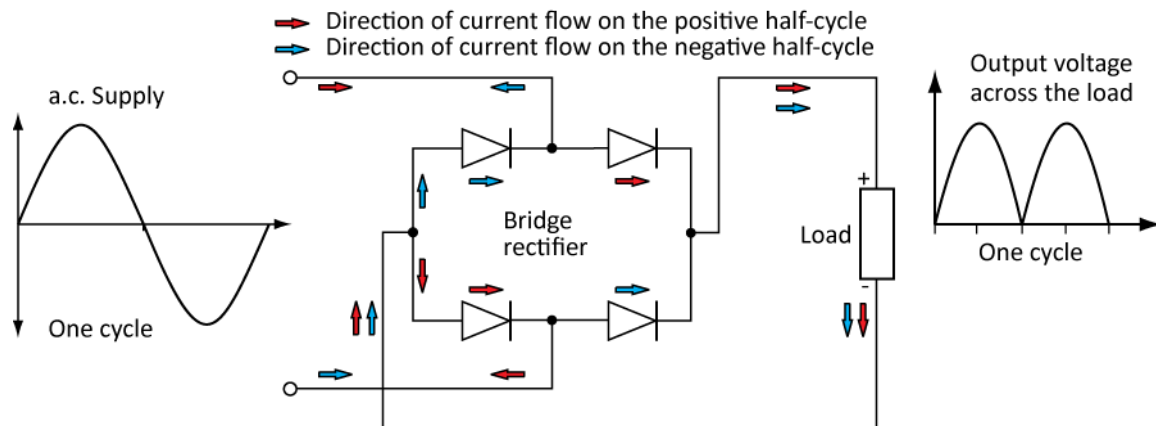 Direction of current flow on the positive half-cycle
Direction of current flow on the negative half-cycle
a.c. Supply
One cycle
Bridge
rectifier
+
Load
-
Output voltage
across the load
One cycle